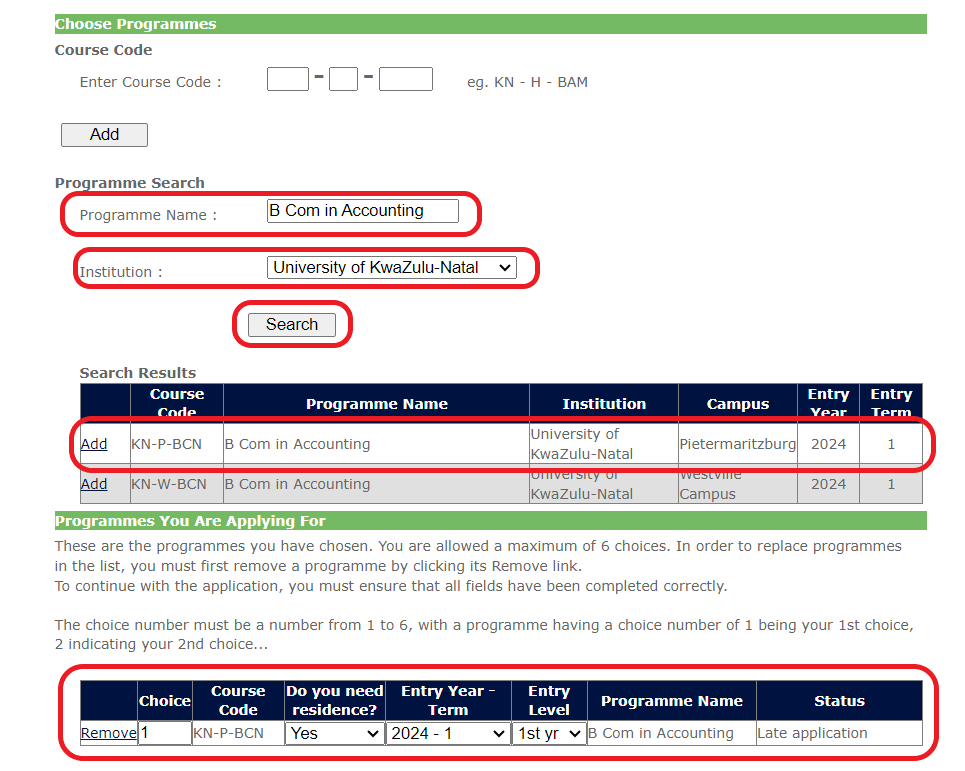 Choose Programmes
Course Code
Enter Course Code : - - eg. KN - H - BAM
Add
Programme Search
Programme Name : B Com in Accounting
Institution : University of KwaZulu-Natal
Search
Search Results
Course Code Programme Name Institution Campus Entry Year Entry Term
Add KN-P-BCN B Com in Accounting University of KwaZulu-Natal Pietermaritzburg 2024 1
Add KN-W-BCN B Com in Accounting University of KwaZulu-Natal Westville Campus 2024 1
Programmes You Are Applying For
These are the programmes you have chosen. You are allowed a maximum of 6 choices. In order to replace programmes
in the list, you must first remove a programme by clicking its Remove link.
To continue with the application, you must ensure that all fields have been completed correctly.
The choice number must be a number from 1 to 6, with a programme having a choice number of 1 being your 1st choice,
2 indicating your 2nd choice...
Choice Course Code Do you need residence? Entry Year - Term Entry Level Programme Name Status
Remove 1 KN-P-BCN Yes 2024 - 1 1st yr B Com in Accounting Late application